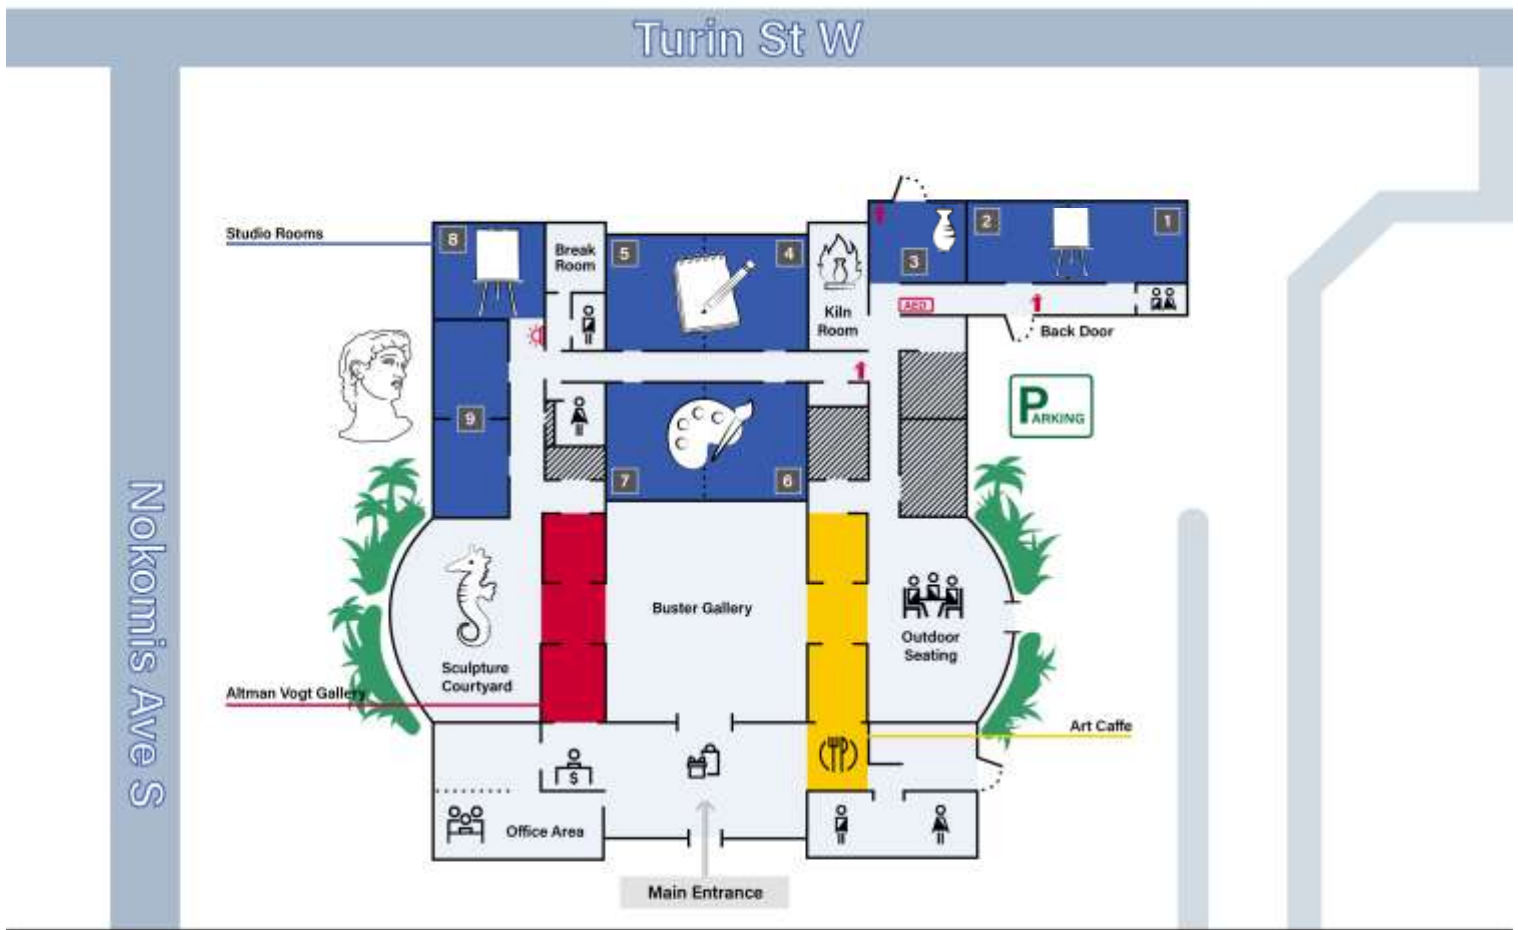 Turin St W
Nokomis Ave S
Studio Rooms
8
Break
Room
5
4
Kiln
Room
3
2
1
AED
Back Door
9
PARKING
7
6
Buster Gallery
Outdoor
Seating
Sculpture
Courtyard
Altman Vogt Gallery
Art Caffe
$
Office Area
Main Entrance